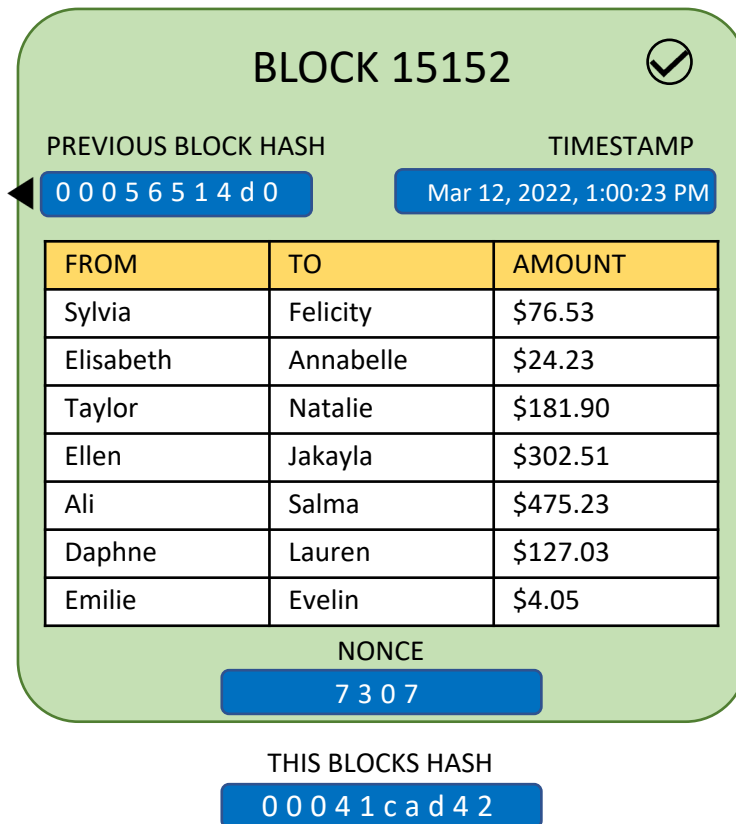 BLOCK 15152
PREVIOUS BLOCK HASH TIMESTAMP
0 0 0 5 6 5 1 4 d 0 Mar 12, 2022, 1:00:23 PM
FROM TO AMOUNT
Sylvia Felicity $76.53
Elisabeth Annabelle $24.23
Taylor Natalie $181.90
Ellen Jakayla $302.51
Ali Salma $475.23
Daphne Lauren $127.03
Emilie Evelin $4.05
NONCE
7 3 0 7
THIS BLOCKS HASH
0 0 0 4 1 c a d 4 2